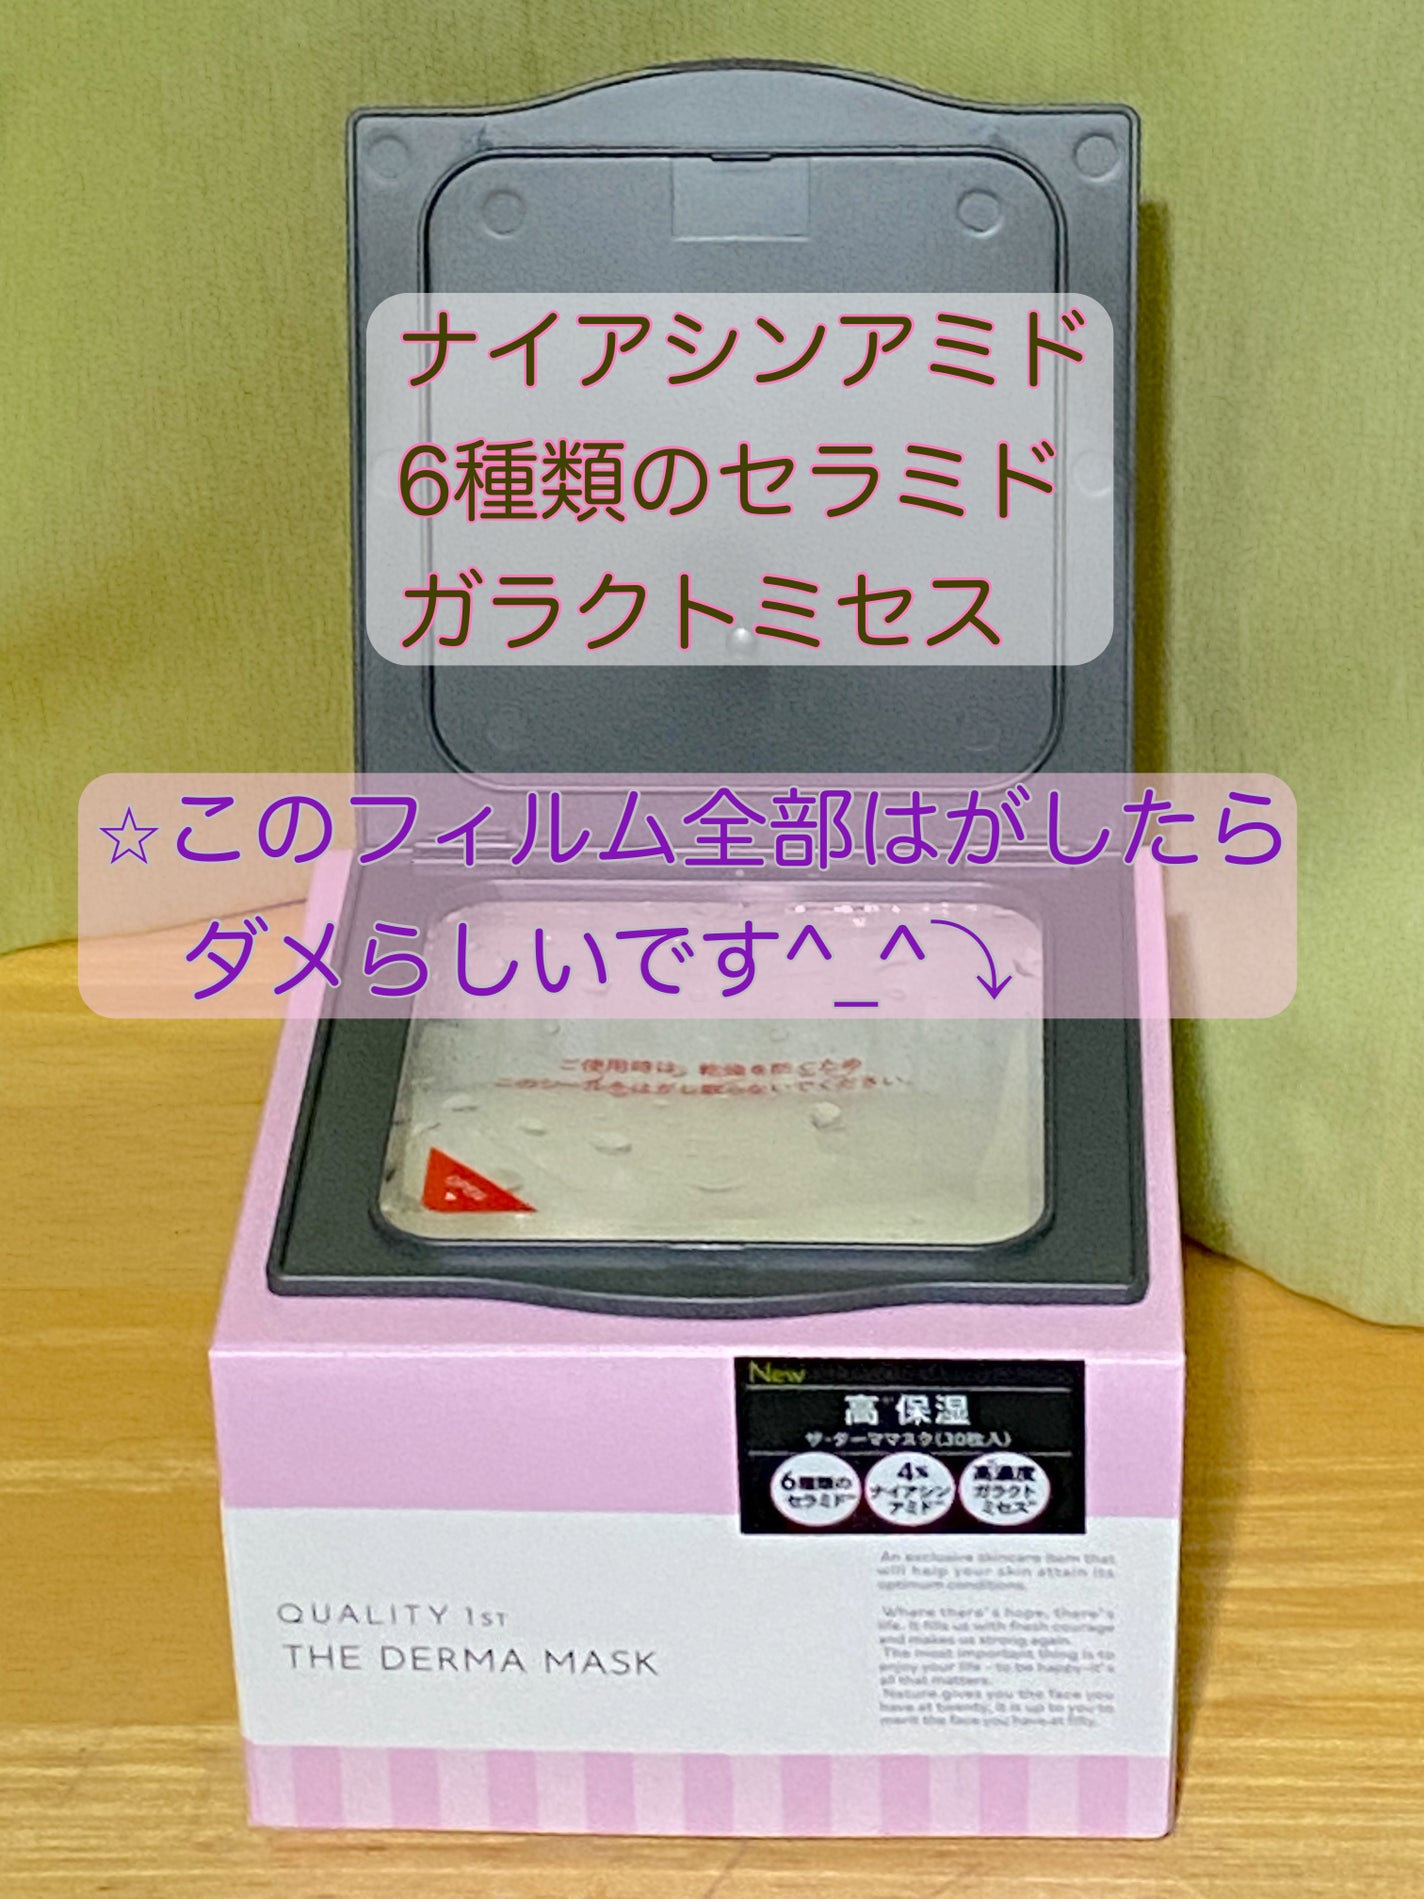 ナイアシンアミド
6種類のセラミド
ガラクトミセス
☆このフィルム全部はがしたら
ダメらしいです^_^⤵
ご使用時は、乾燥を防ぐため
このシールをはがし取らないでください。
OPEN
New
高 保湿
ザ・ダーママスク(30枚入)
6種類の
セラミド
4%
ナイアシン
アミド
高濃度
ガラクト
ミセス
An exclusive skincare item that
will help your skin attain its
optimum conditions.
Where there's hope, there's
life. It fills us with fresh courage
and makes us strong again.
The most important thing is to
enjoy your life - to be happy-it's
all that matters.
Nature gives you the face you
have at twenty, it is up to you to
merit the face you have at fifty.
QUALITY 1ST
THE DERMA MASK